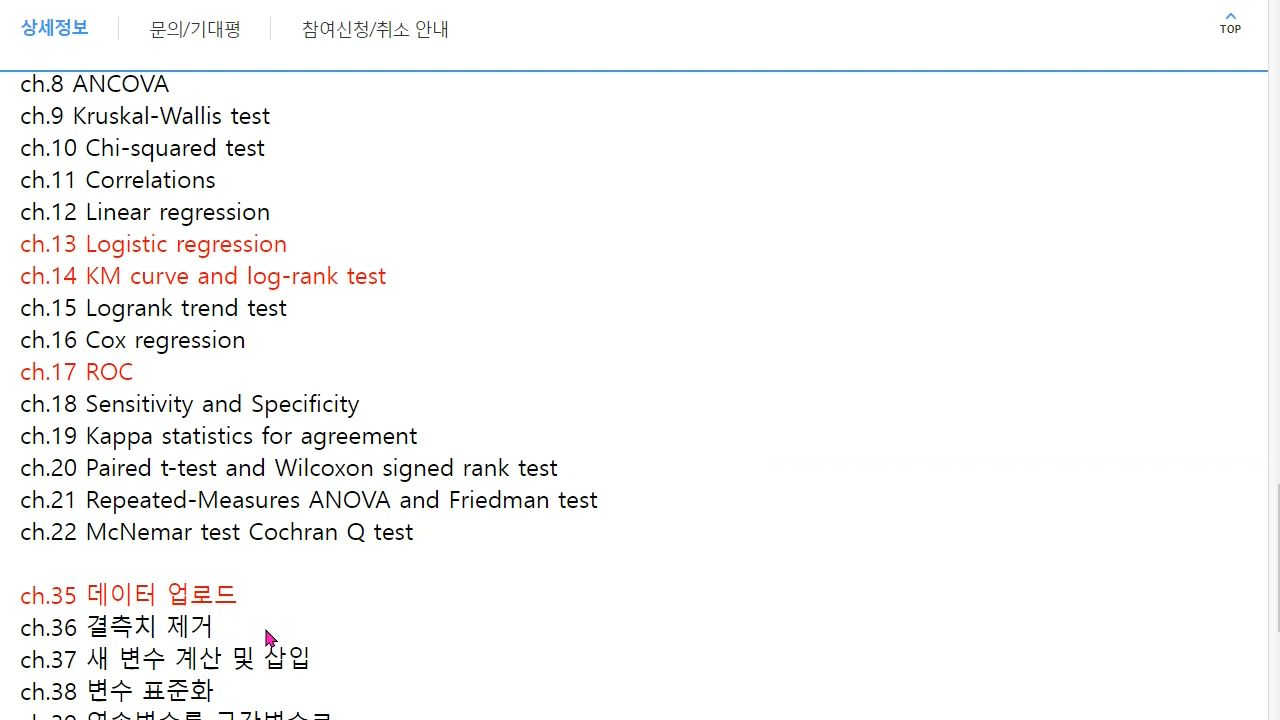 상세정보 문의/기대평 참여신청/취소 안내
TOP
ch.8 ANCOVA
ch.9 Kruskal-Wallis test
ch.10 Chi-squared test
ch.11 Correlations
ch.12 Linear regression
ch.13 Logistic regression
ch.14 KM curve and log-rank test
ch.15 Logrank trend test
ch.16 Cox regression
ch.17 ROC
ch.18 Sensitivity and Specificity
ch.19 Kappa statistics for agreement
ch.20 Paired t-test and Wilcoxon signed rank test
ch.21 Repeated-Measures ANOVA and Friedman test
ch.22 McNemar test Cochran Q test
ch.35 데이터 업로드
ch.36 결측치 제거
ch.37 새 변수 계산 및 삽입
ch.38 변수 표준화